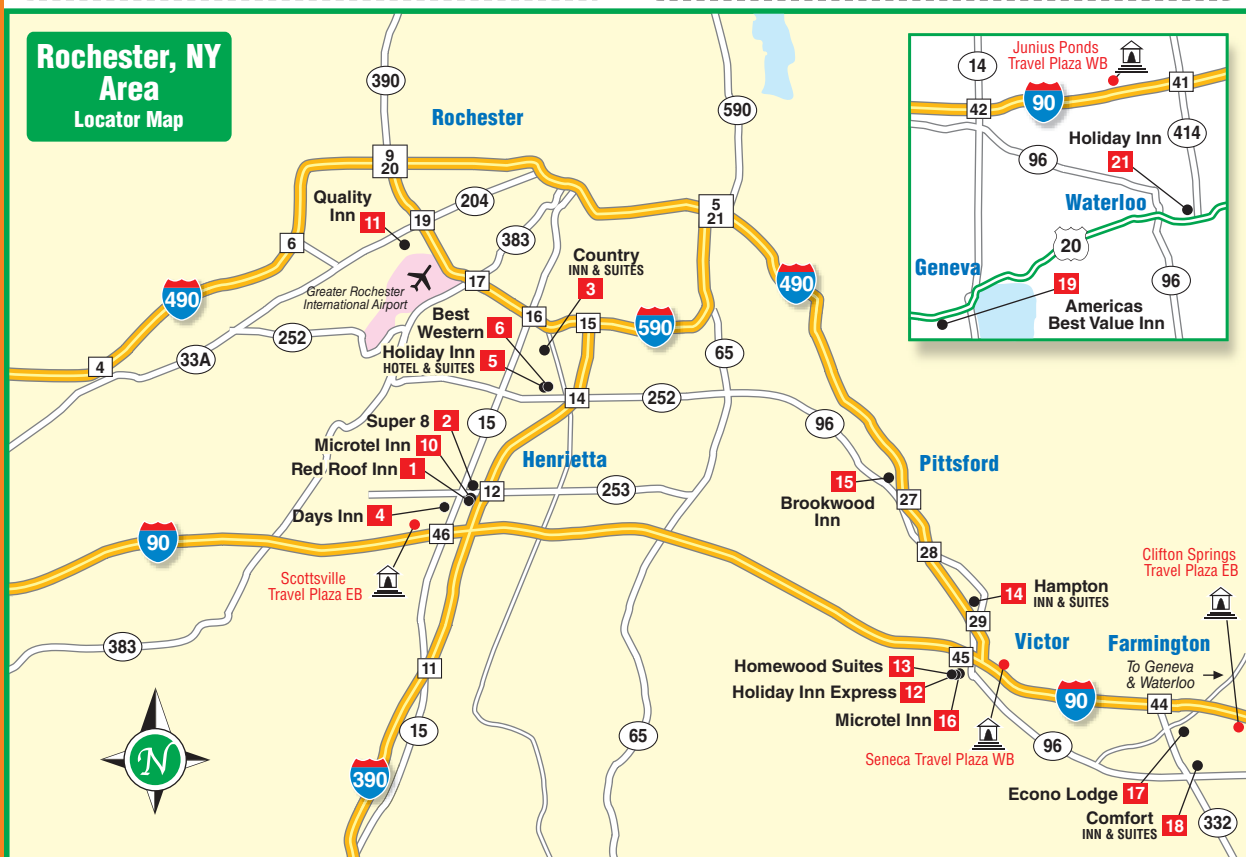 Rochester, NY
Area
Locator Map
390
Rochester
590
9
20
Quality
Inn 11
19
204
5
21
6
383
Country
INN & SUITES
3
17
490
Greater Rochester
International Airport
490
Best
Western 6
16
15
590
Holiday Inn
HOTEL & SUITES 5
252
33A
4
65
14
252
96
Super 8 2
15
Microtel Inn 10
Red Roof Inn 1
Henrietta
Pittsford
15
Brookwood
Inn
12
253
27
Days Inn 4
46
90
28
Scottsville
Travel Plaza EB
Clifton Springs
Travel Plaza EB
14 Hampton
INN & SUITES
29
383
Victor
Farmington
To Geneva
& Waterloo
11
45
Homewood Suites 13
Holiday Inn Express 12
Microtel Inn 16
90
44
15
65
96
Seneca Travel Plaza WB
390
N
Econo Lodge 17
Comfort
INN & SUITES 18
332
Junius Ponds
Travel Plaza WB
14
41
42
90
414
Holiday Inn
21
96
Waterloo
20
Geneva
96
19
Americas
Best Value Inn